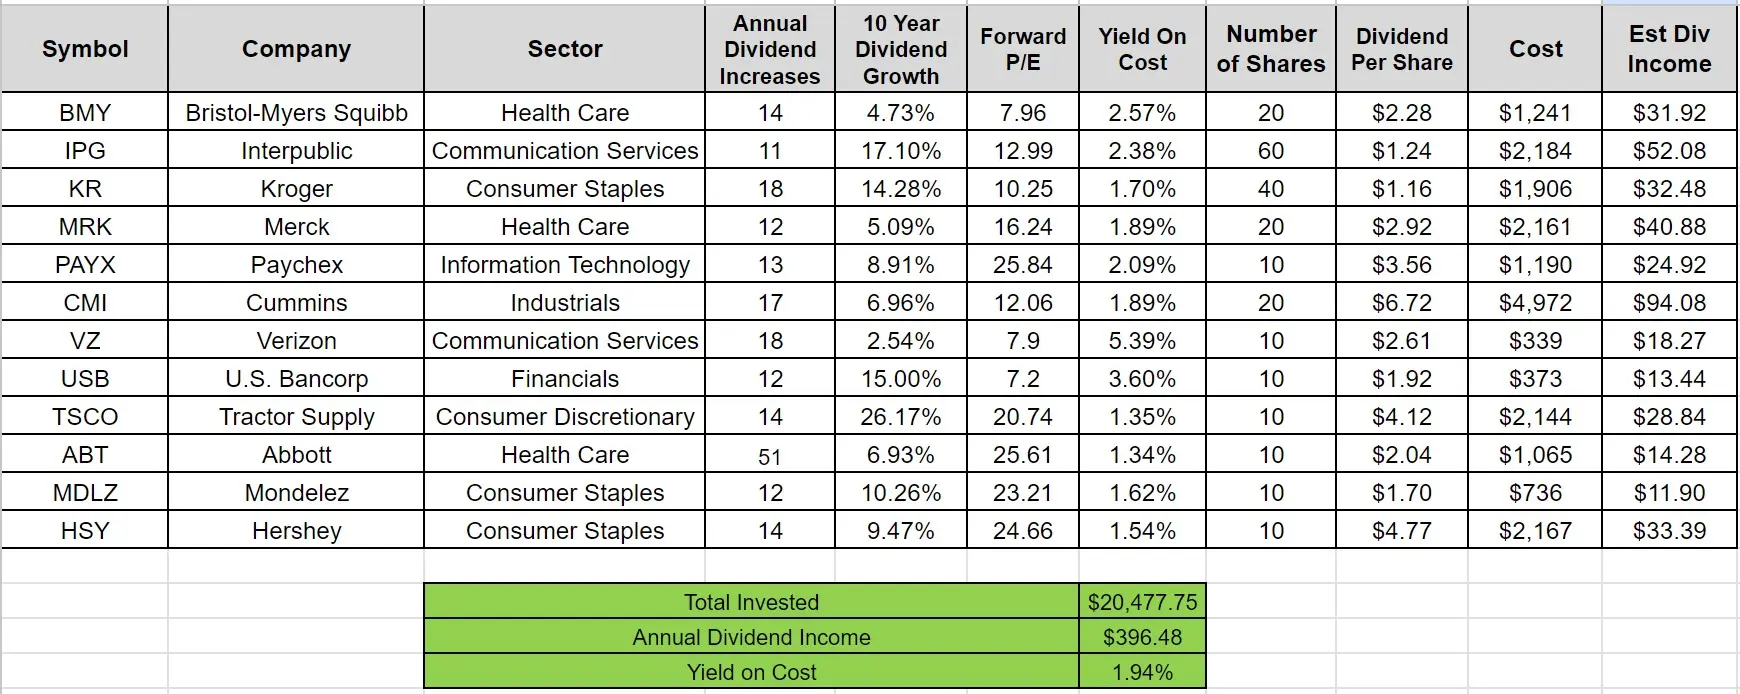 Symbol Company Sector Annual Dividend Increases 10 Year Dividend Growth Forward P/E Yield On Cost Number of Shares Dividend Per Share Cost Est Div Income
BMY Bristol-Myers Squibb Health Care 14 4.73% 7.96 2.57% 20 $2.28 $1,241 $31.92
IPG Interpublic Communication Services 11 17.10% 12.99 2.38% 60 $1.24 $2,184 $52.08
KR Kroger Consumer Staples 18 14.28% 10.25 1.70% 40 $1.16 $1,906 $32.48
MRK Merck Health Care 12 5.09% 16.24 1.89% 20 $2.92 $2,161 $40.88
PAYX Paychex Information Technology 13 8.91% 25.84 2.09% 10 $3.56 $1,190 $24.92
CMI Cummins Industrials 17 6.96% 12.06 1.89% 20 $6.72 $4,972 $94.08
VZ Verizon Communication Services 18 2.54% 7.9 5.39% 10 $2.61 $339 $18.27
USB U.S. Bancorp Financials 12 15.00% 7.2 3.60% 10 $1.92 $373 $13.44
TSCO Tractor Supply Consumer Discretionary 14 26.17% 20.74 1.35% 10 $4.12 $2,144 $28.84
ABT Abbott Health Care 51 6.93% 25.61 1.34% 10 $2.04 $1,065 $14.28
MDLZ Mondelez Consumer Staples 12 10.26% 23.21 1.62% 10 $1.70 $736 $11.90
HSY Hershey Consumer Staples 14 9.47% 24.66 1.54% 10 $4.77 $2,167 $33.39
Total Invested $20,477.75
Annual Dividend Income $396.48
Yield on Cost 1.94%